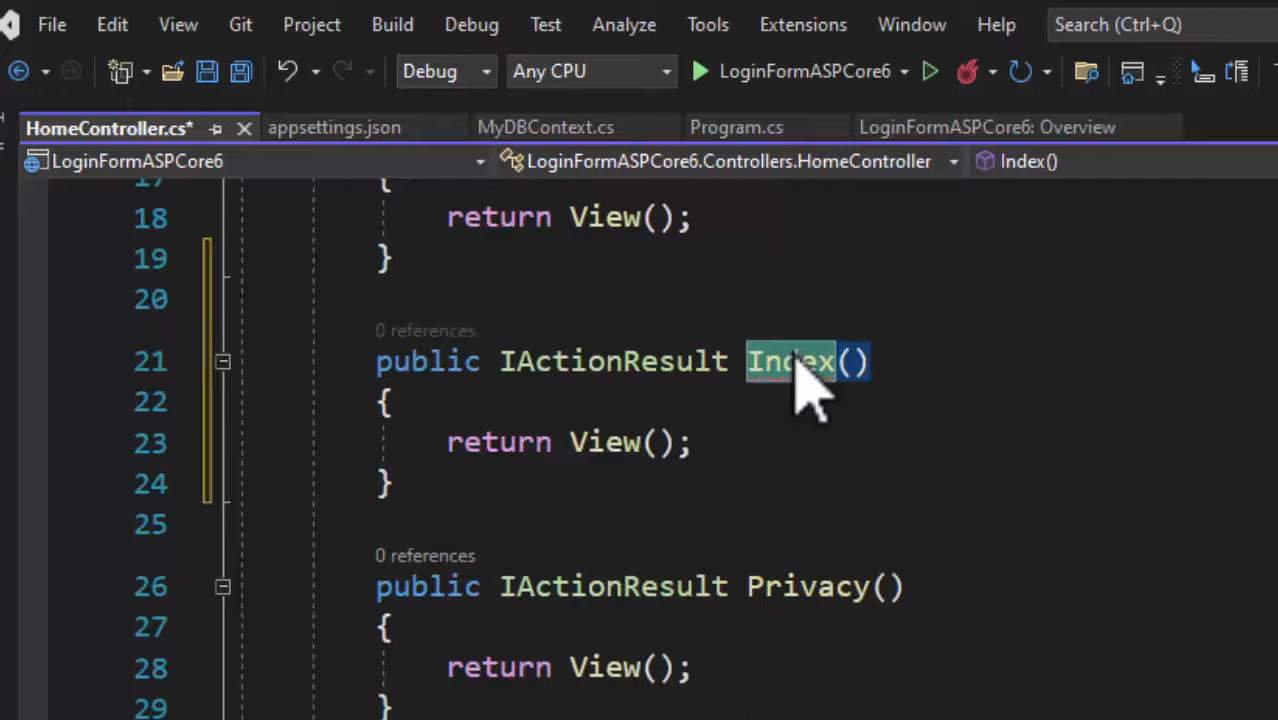 File Edit View Git Project Build Debug Test Analyze Tools Extensions Window Help Search (Ctrl+Q)
Debug Any CPU LoginFormASPCore6
HomeController.cs* appsettings.json MyDBContext.cs Program.cs LoginFormASPCore6: Overview
LoginFormASPCore6 LoginFormASPCore6.Controllers.HomeController Index()
17 {
18 return View();
19 }
20
0 references
21 public IActionResult Index()
22 {
23 return View();
24 }
25
0 references
26 public IActionResult Privacy()
27 {
28 return View();
29 }